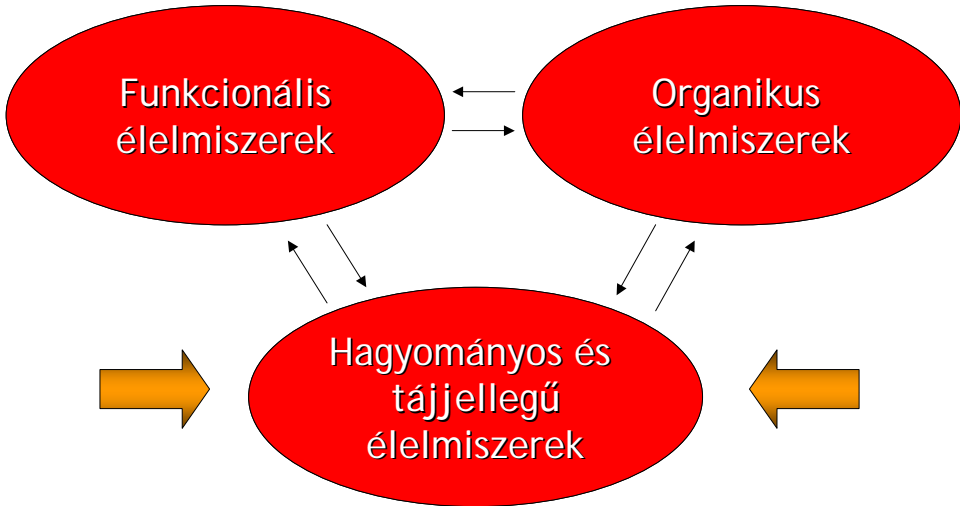 Funkcionális
élelmiszerek
Organikus
élelmiszerek
Hagyományos és
tájjellegű
élelmiszerek